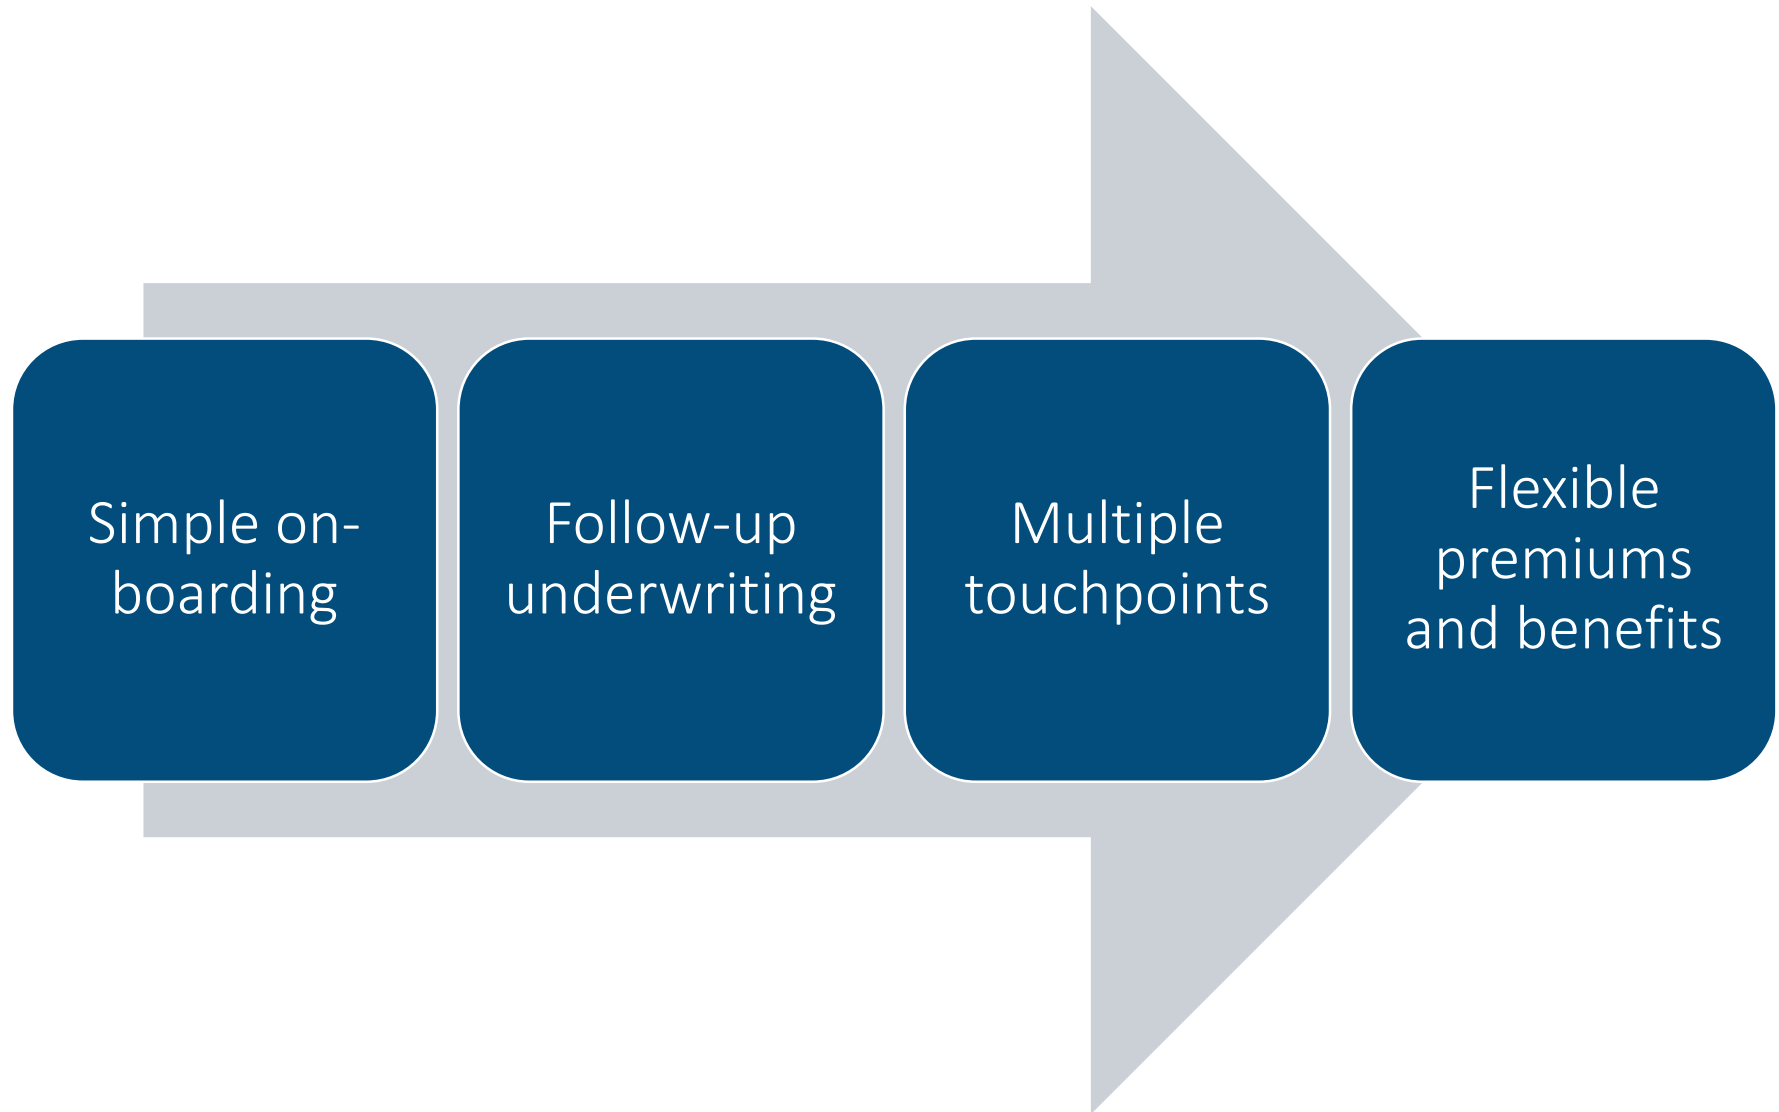 Simple on-
boarding
Follow-up
underwriting
Multiple
touchpoints
Flexible
premiums
and benefits